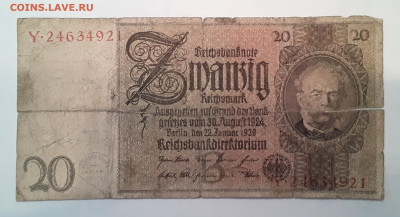 COINS.LAVE.RU
Y·24634921
Reichsbanknote
20
20
Zwanzig
Reichsmark
Ausgegeben auf Grund des Bank-
gesetzes vom 30. August 1924
Berlin, den 22. Januar 1929
Reichsbankdirektorium
20
Y·24634921